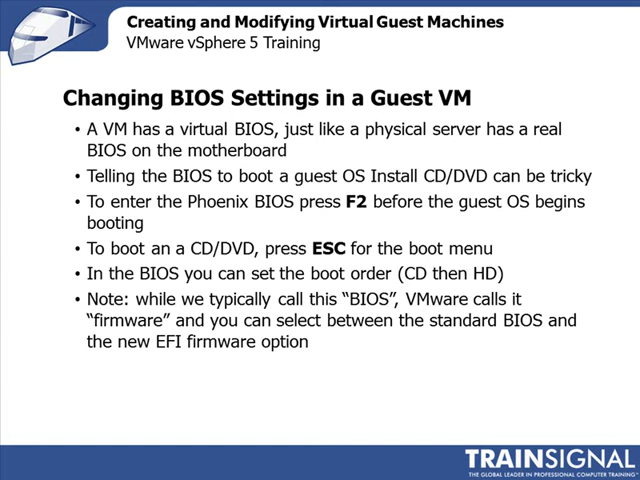 Creating and Modifying Virtual Guest Machines
VMware vSphere 5 Training
Changing BIOS Settings in a Guest VM
• A VM has a virtual BIOS, just like a physical server has a real
BIOS on the motherboard
• Telling the BIOS to boot a guest OS Install CD/DVD can be tricky
• To enter the Phoenix BIOS press F2 before the guest OS begins
booting
• To boot an a CD/DVD, press ESC for the boot menu
• In the BIOS you can set the boot order (CD then HD)
• Note: while we typically call this “BIOS”, VMware calls it
“firmware” and you can select between the standard BIOS and
the new EFI firmware option
TRAINSIGNAL
THE GLOBAL LEADER IN PROFESSIONAL COMPUTER TRAINING